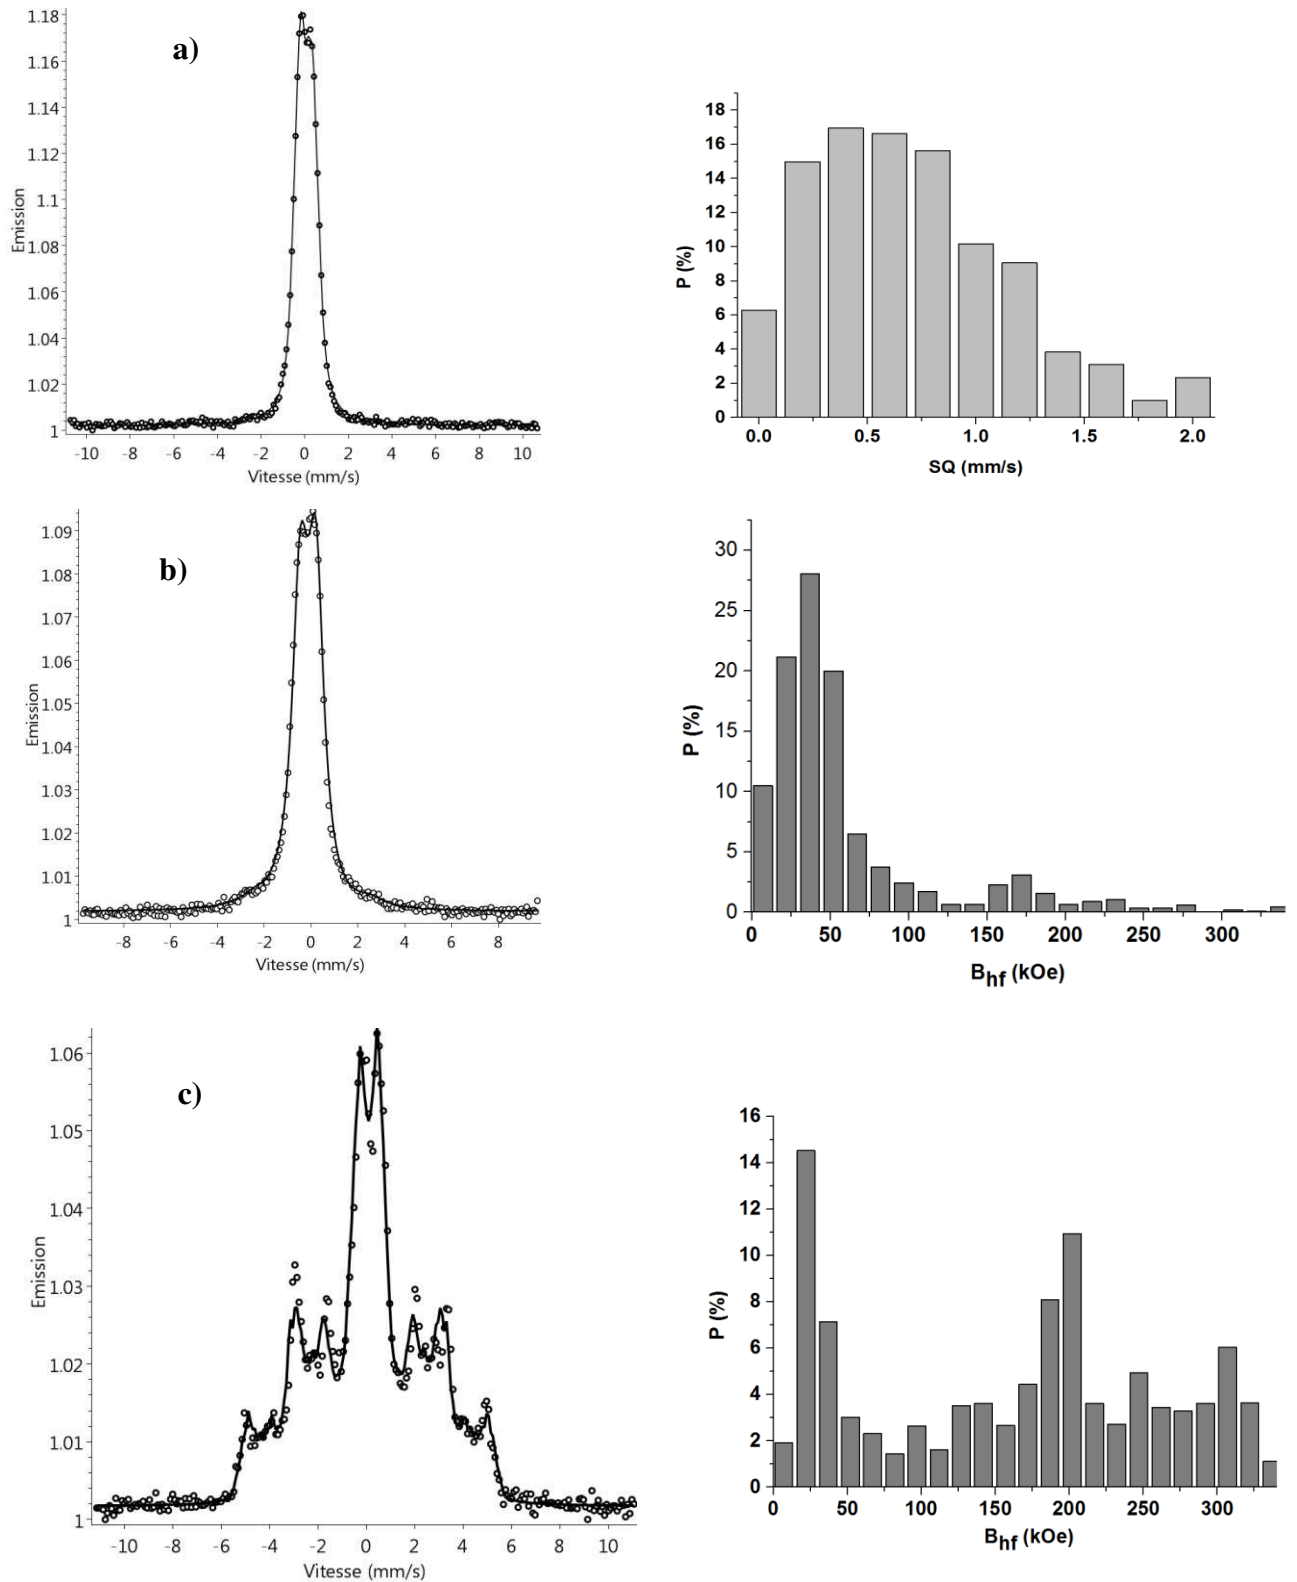 a)
1.18
1.16
1.14
1.12
1.1
1.08
1.06
1.04
1.02
1
Emission
-10 -8 -6 -4 -2 0 2 4 6 8 10
Vitesse (mm/s)
18
16
14
12
10
8
6
4
2
0
P (%)
0.0 0.5 1.0 1.5 2.0
SQ (mm/s)
b)
1.09
1.08
1.07
1.06
1.05
1.04
1.03
1.02
1.01
1
Emission
-8 -6 -4 -2 0 2 4 6 8
Vitesse (mm/s)
30
25
20
15
10
5
0
P (%)
0 50 100 150 200 250 300
Bhf (kOe)
c)
1.06
1.05
1.04
1.03
1.02
1.01
1
Emission
-10 -8 -6 -4 -2 0 2 4 6 8 10
Vitesse (mm/s)
16
14
12
10
8
6
4
2
0
P (%)
0 50 100 150 200 250 300
Bhf (kOe)